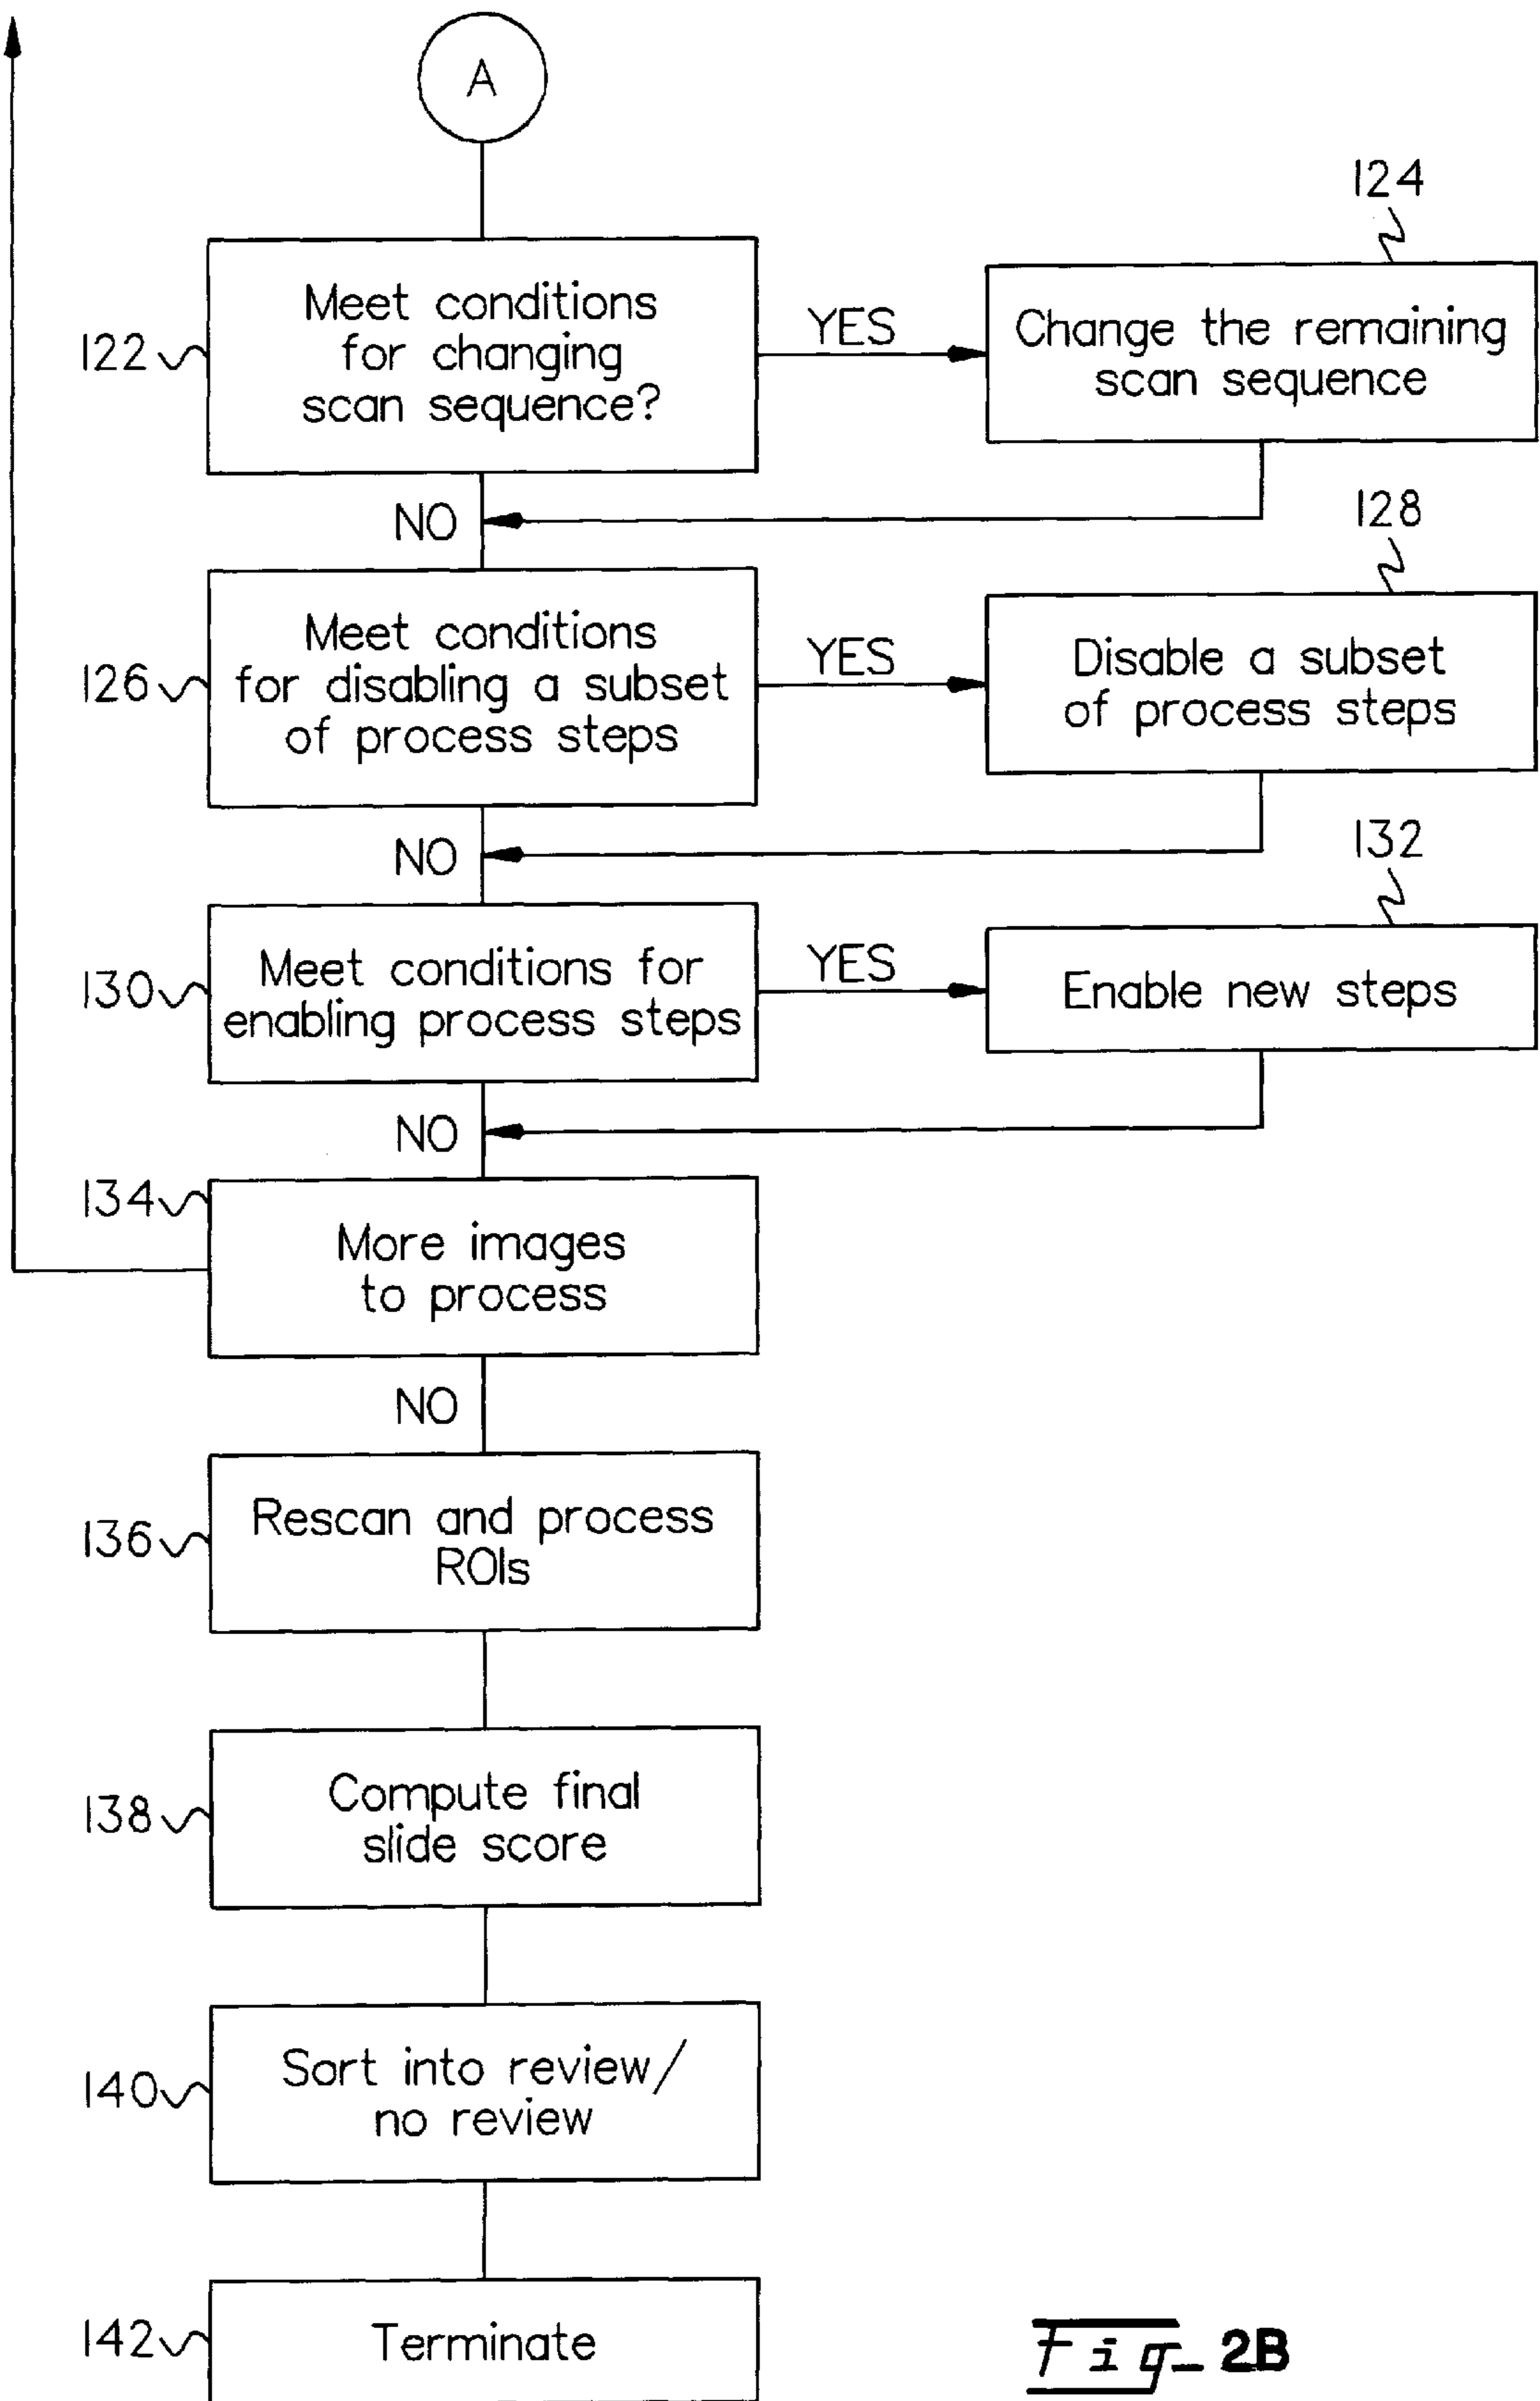 A
124
122
Meet conditions
for changing
scan sequence?
YES
Change the remaining
scan sequence
NO
128
126
Meet conditions
for disabling a subset
of process steps
YES
Disable a subset
of process steps
NO
132
130
Meet conditions for
enabling process steps
YES
Enable new steps
NO
134
More images
to process
NO
136
Rescan and process
ROIs
138
Compute final
slide score
140
Sort into review/
no review
142
Terminate
Fig_ 2B